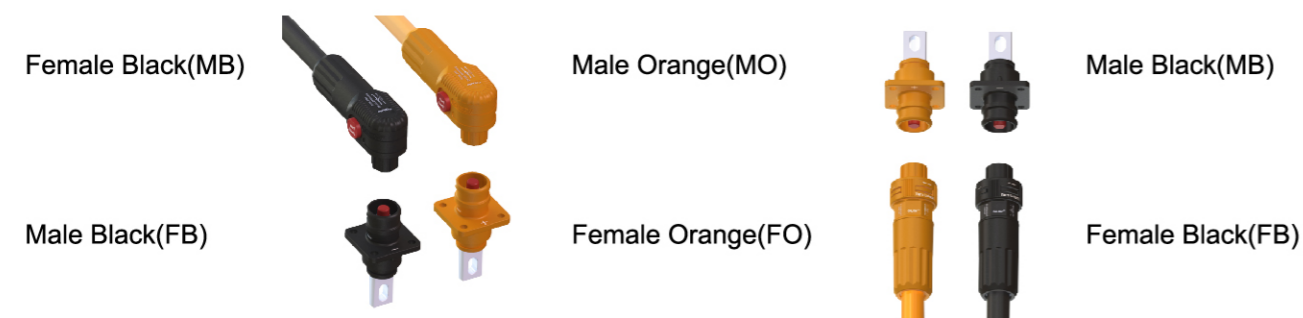 Female Black(MB)
Male Orange(MO)
Male Black(MB)
Male Black(FB)
Female Orange(FO)
Female Black(FB)